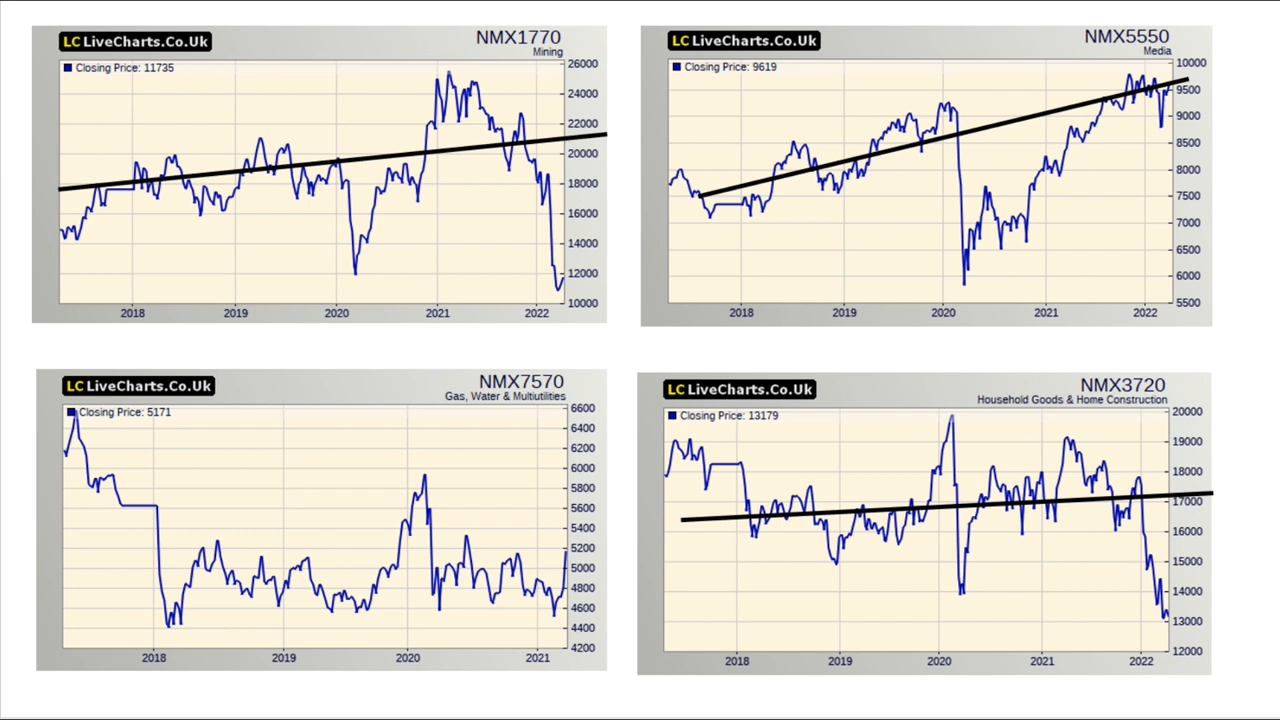 LC LiveCharts.Co.Uk
NMX1770
Mining
Closing Price: 11735
26000
24000
22000
20000
18000
16000
14000
12000
10000
2018 2019 2020 2021 2022
LC LiveCharts.Co.Uk
NMX5550
Media
Closing Price: 9619
10000
9500
9000
8500
8000
7500
7000
6500
6000
5500
2018 2019 2020 2021 2022
LC LiveCharts.Co.Uk
NMX7570
Gas, Water & Multiutilities
Closing Price: 5171
6600
6400
6200
6000
5800
5600
5400
5200
5000
4800
4600
4400
4200
2018 2019 2020 2021
LC LiveCharts.Co.Uk
NMX3720
Household Goods & Home Construction
Closing Price: 13179
20000
19000
18000
17000
16000
15000
14000
13000
12000
2018 2019 2020 2021 2022